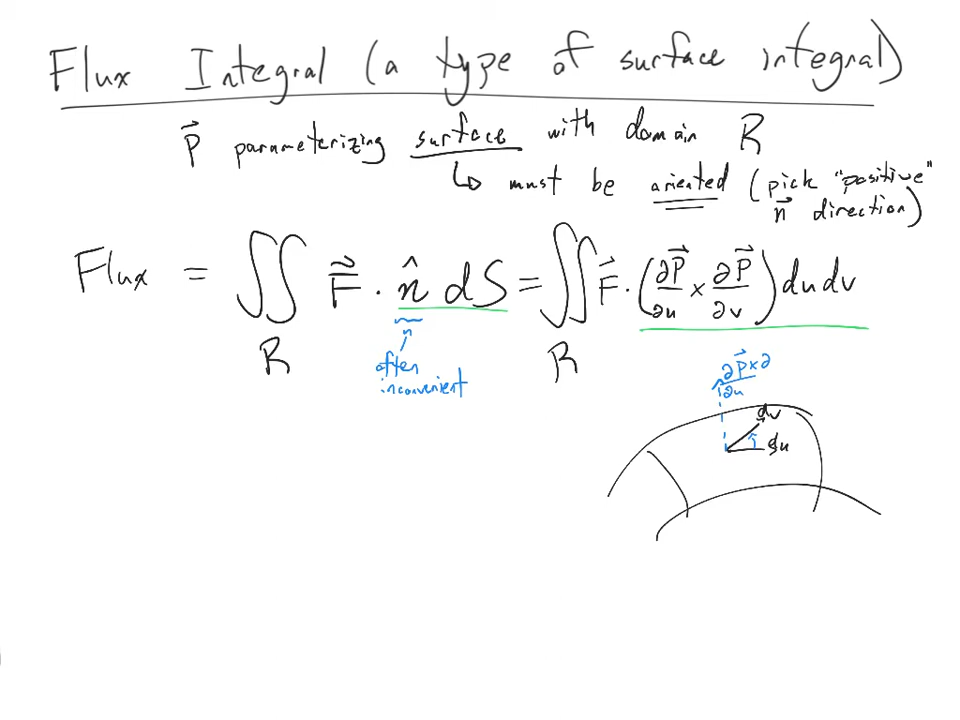 Flux Integral (a type of surface integral)
P⃗ parameterizing surface with domain R
↳ must be oriented (pick "positive"
n⃗ direction)
Flux = ∬_R F⃗ · n̂ dS = ∬_R F⃗ · (∂P⃗/∂u × ∂P⃗/∂v) du dv
often
inconvenient
∂P⃗/∂u × ∂
dv
du